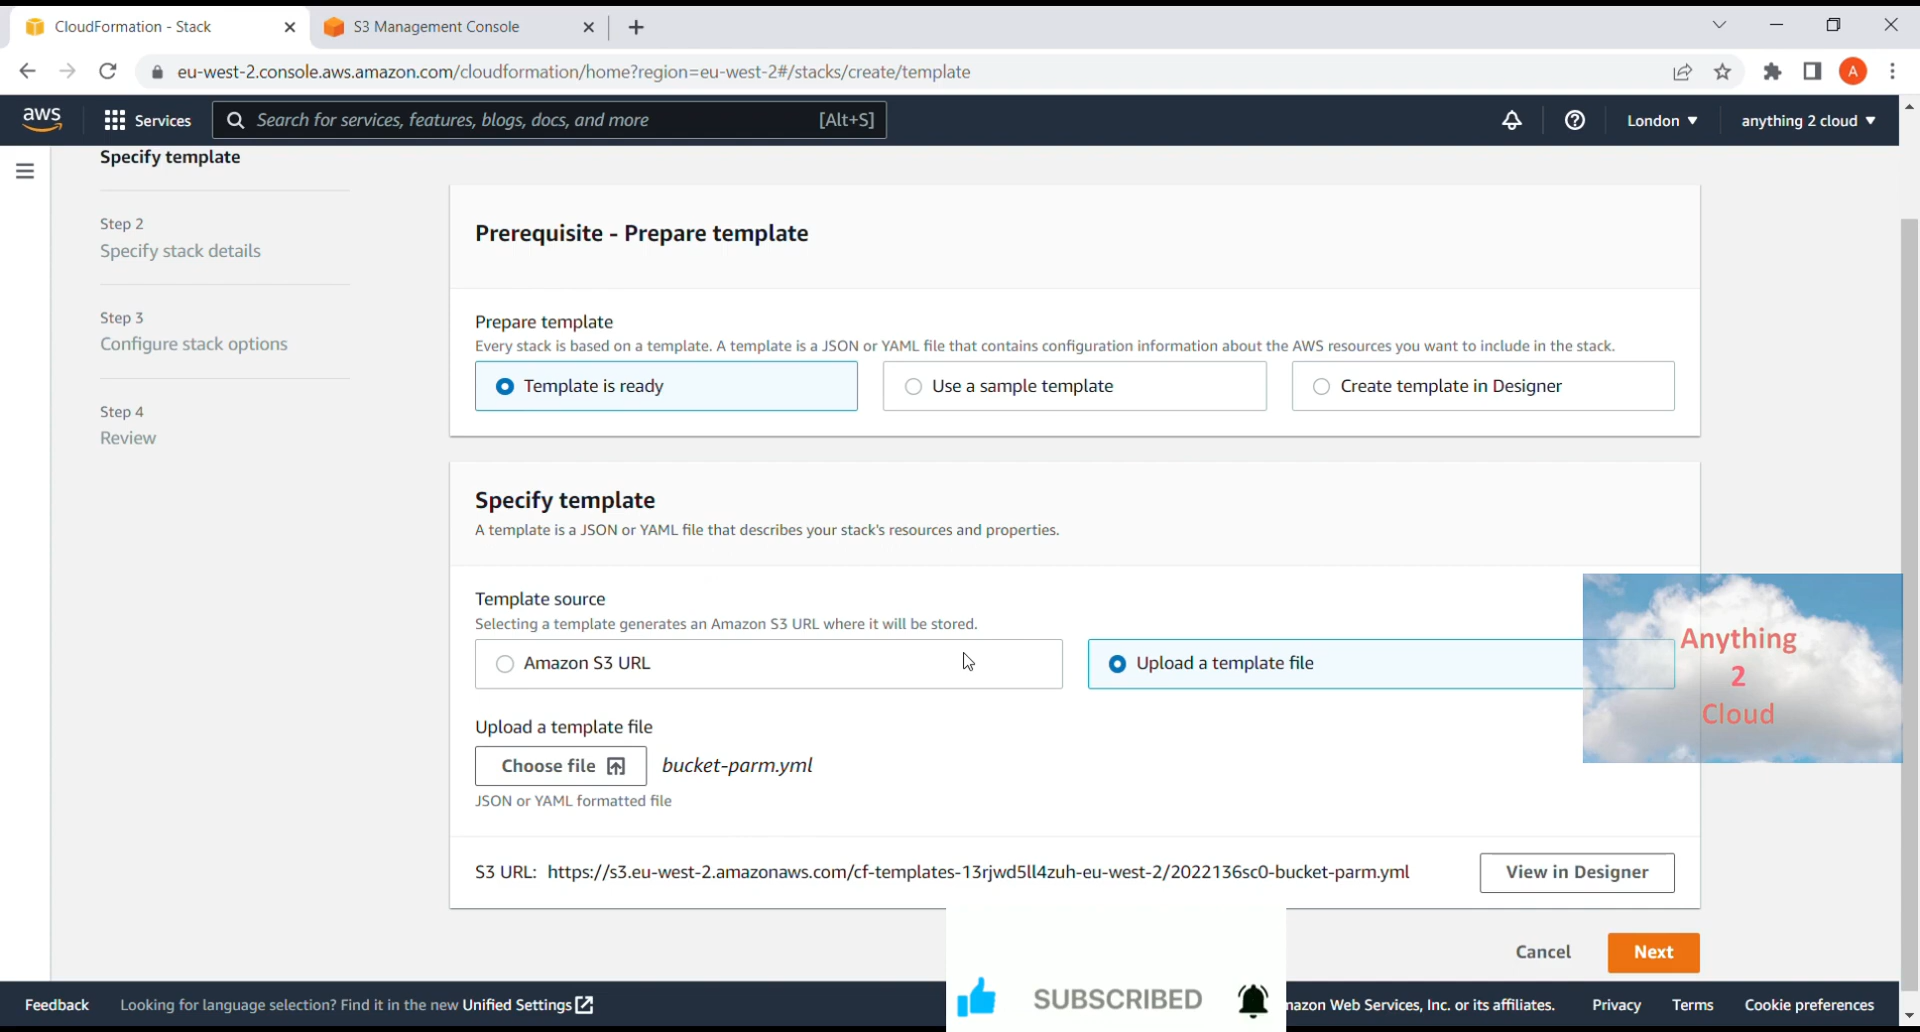 CloudFormation - Stack
S3 Management Console
eu-west-2.console.aws.amazon.com/cloudformation/home?region=eu-west-2#/stacks/create/template
A
aws
Services
Search for services, features, blogs, docs, and more
[Alt+S]
London
anything 2 cloud
Specify template
Step 2
Specify stack details
Step 3
Configure stack options
Step 4
Review
Prerequisite - Prepare template
Prepare template
Every stack is based on a template. A template is a JSON or YAML file that contains configuration information about the AWS resources you want to include in the stack.
Template is ready
Use a sample template
Create template in Designer
Specify template
A template is a JSON or YAML file that describes your stack's resources and properties.
Template source
Selecting a template generates an Amazon S3 URL where it will be stored.
Amazon S3 URL
Upload a template file
Anything
2
Cloud
Upload a template file
Choose file
bucket-parm.yml
JSON or YAML formatted file
S3 URL: https://s3.eu-west-2.amazonaws.com/cf-templates-13rjwd5ll4zuh-eu-west-2/2022136sc0-bucket-parm.yml
View in Designer
Cancel
Next
Feedback
Looking for language selection? Find it in the new Unified Settings
SUBSCRIBED
Web Services, Inc. or its affiliates.
Privacy
Terms
Cookie preferences